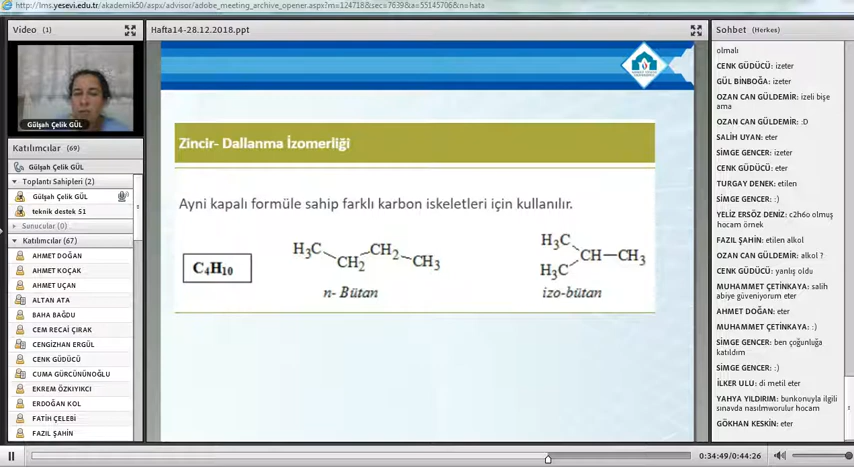 http://lms.yesevi.edu.tr/akademik50/aspx/advisor/adobe_meeting_archive_opener.aspx?m=124718&sec=7639&a=55145706&n=hata
Video (1)
Gülşah Çelik GÜL
Katılımcılar (69)
Gülşah Çelik GÜL
Toplantı Sahipleri (2)
Gülşah Çelik GÜL
teknik destek 51
Sunucular (0)
Katılımcılar (67)
AHMET DOĞAN
AHMET KOÇAK
AHMET UÇAN
ALTAN ATA
BAHA BAĞDU
CEM RECAİ ÇIRAK
CENGİZHAN ERGÜL
CENK GÜDÜCÜ
CUMA GÜRCÜNÜNOĞLU
EKREM ÖZKIYIKCI
ERDOĞAN KOL
FATİH ÇELEBİ
FAZIL ŞAHİN
Hafta14-28.12.2018.ppt
Zincir- Dallanma İzomerliği
Ayni kapalı formüle sahip farklı karbon iskeletleri için kullanılır.
C4H10
H3C CH2 CH2 CH3
n- Bütan
H3C
H3C CH—CH3
izo-bütan
Sohbet (Herkes)
olmalı
CENK GÜDÜCÜ: izeter
GÜL BİNBOĞA: izeter
OZAN CAN GÜLDEMİR: izeli bişe
ama
OZAN CAN GÜLDEMİR: :D
SALİH UYAN: eter
SİMGE GENCER: izeter
CENK GÜDÜCÜ: eter
TURGAY DENEK: etilen
SİMGE GENCER: :)
YELİZ ERSÖZ DENİZ: c2h6o olmuş
hocam örnek
FAZIL ŞAHİN: etilen alkol
OZAN CAN GÜLDEMİR: alkol ?
CENK GÜDÜCÜ: yanlış oldu
MUHAMMET ÇETİNKAYA: salih
abiye güveniyorum eter
AHMET DOĞAN: eter
MUHAMMET ÇETİNKAYA: :)
SİMGE GENCER: ben çoğunluğa
katıldım
SİMGE GENCER: :)
İLKER ULU: di metil eter
YAHYA YILDIRIM: bunkonuyla ilgili
sınavda nasılmworulur hocam
GÖKHAN KESKİN: eter
0:34:49/0:44:26